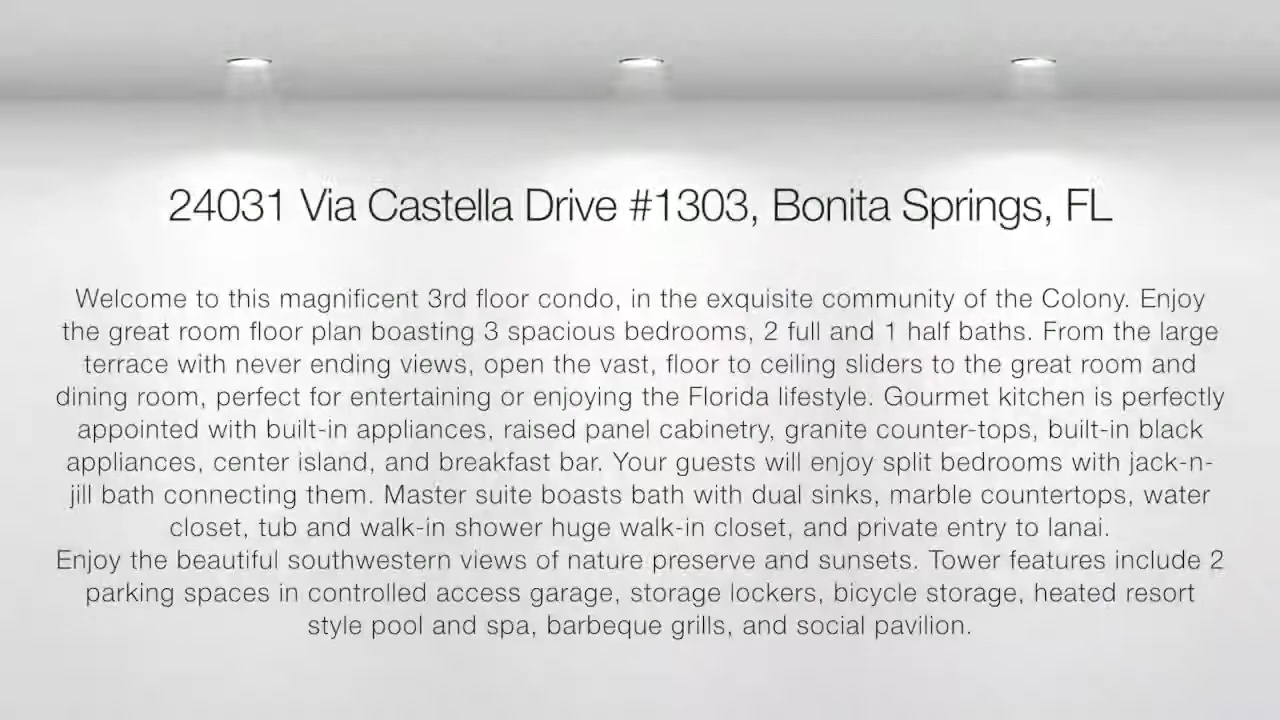 24031 Via Castella Drive #1303, Bonita Springs, FL
Welcome to this magnificent 3rd floor condo, in the exquisite community of the Colony. Enjoy
the great room floor plan boasting 3 spacious bedrooms, 2 full and 1 half baths. From the large
terrace with never ending views, open the vast, floor to ceiling sliders to the great room and
dining room, perfect for entertaining or enjoying the Florida lifestyle. Gourmet kitchen is perfectly
appointed with built-in appliances, raised panel cabinetry, granite counter-tops, built-in black
appliances, center island, and breakfast bar. Your guests will enjoy split bedrooms with jack-n-
jill bath connecting them. Master suite boasts bath with dual sinks, marble countertops, water
closet, tub and walk-in shower huge walk-in closet, and private entry to lanai.
Enjoy the beautiful southwestern views of nature preserve and sunsets. Tower features include 2
parking spaces in controlled access garage, storage lockers, bicycle storage, heated resort
style pool and spa, barbeque grills, and social pavilion.